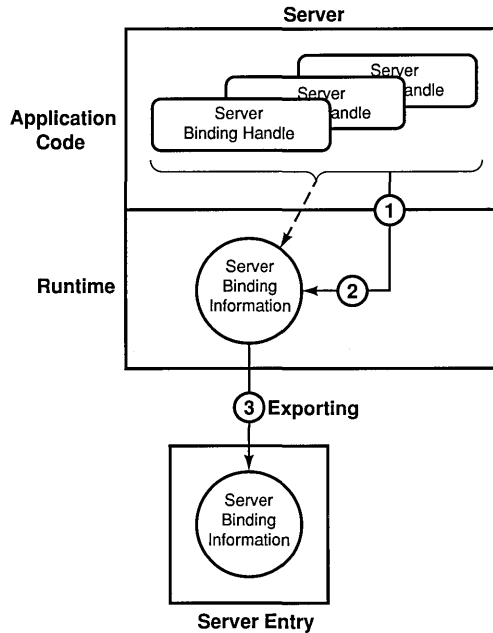 Server
Server
andle
Server
andle
Server
Binding Handle
Application
Code
1
Server
Binding
Information
2
Runtime
3 Exporting
Server
Binding
Information
Server Entry